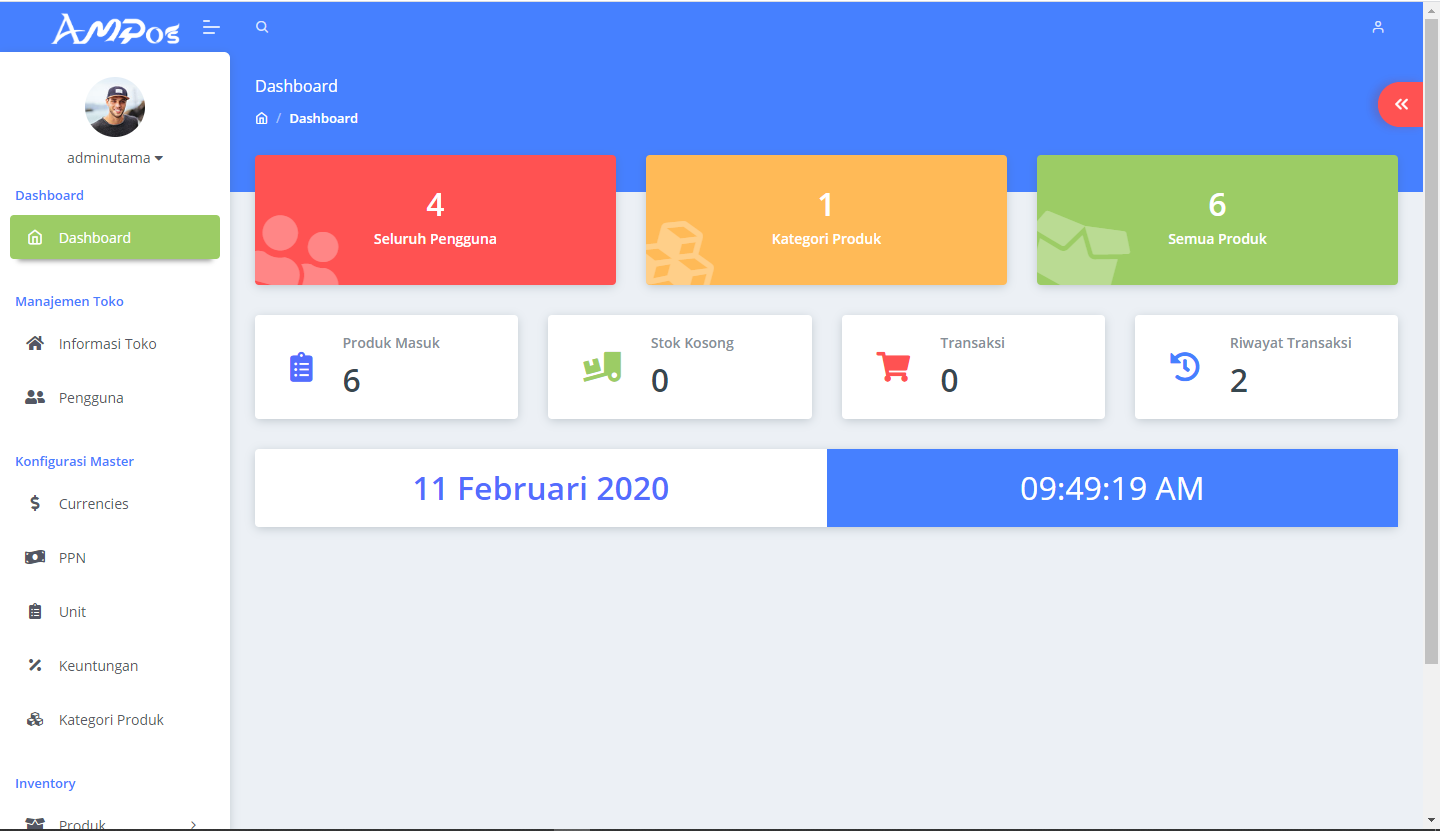 AMPos
Dashboard
/ Dashboard
adminutama
Dashboard
Dashboard
Manajemen Toko
Informasi Toko
Pengguna
Konfigurasi Master
Currencies
PPN
Unit
Keuntungan
Kategori Produk
Inventory
Produk
4
Seluruh Pengguna
1
Kategori Produk
6
Semua Produk
Produk Masuk
6
Stok Kosong
0
Transaksi
0
Riwayat Transaksi
2
11 Februari 2020
09:49:19 AM